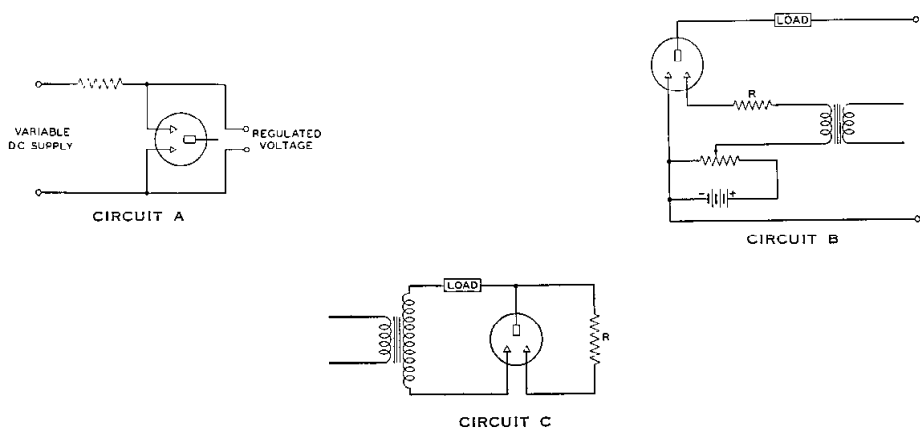 VARIABLE
DC SUPPLY
REGULATED
VOLTAGE
CIRCUIT A
LOAD
R
- +
CIRCUIT B
LOAD
R
CIRCUIT C